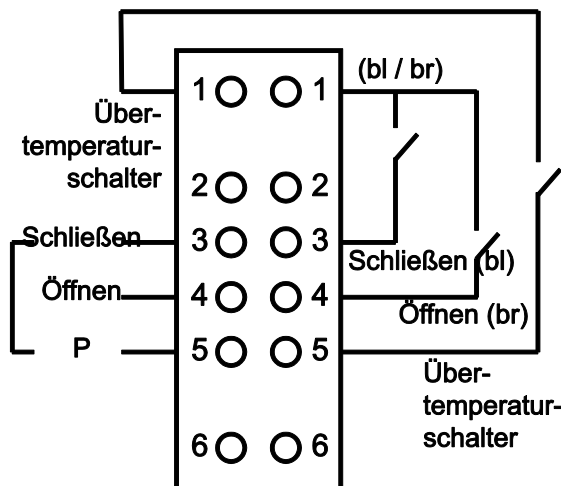 (bl / br)
1 1
Über-
temperatur-
schalter
2 2
Schließen 3 3
Schließen (bl)
Öffnen 4 4
Öffnen (br)
P 5 5
Über-
temperatur-
schalter
6 6